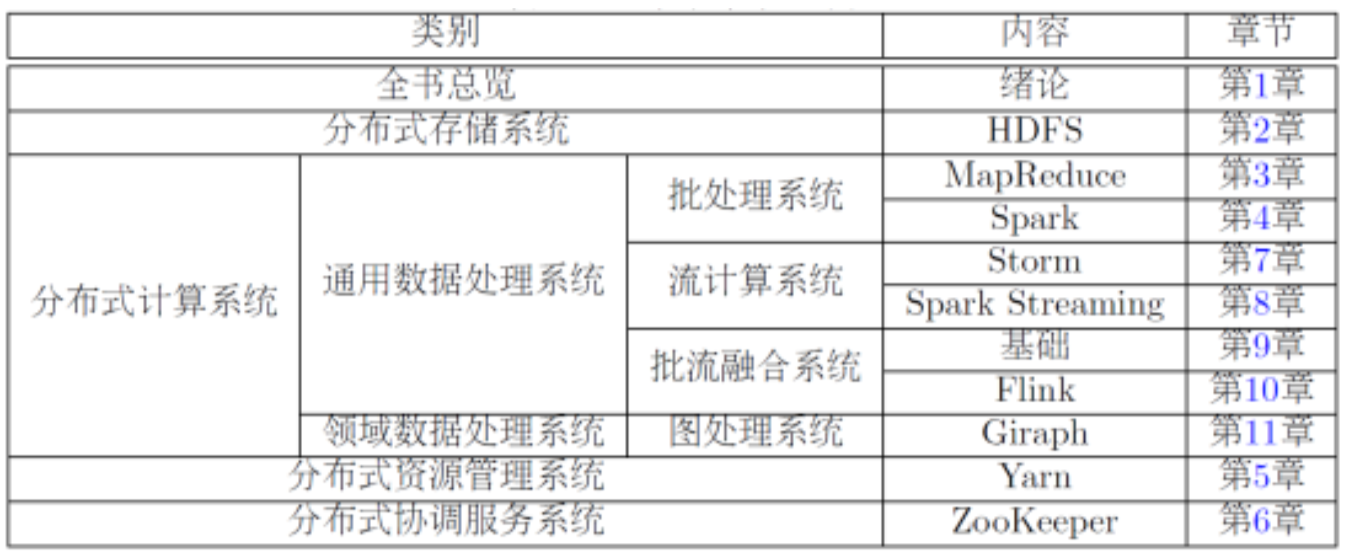 类别 内容 章节
全书总览 绪论 第1章
分布式存储系统 HDFS 第2章
分布式计算系统 通用数据处理系统 批处理系统 MapReduce 第3章
Spark 第4章
流计算系统 Storm 第7章
Spark Streaming 第8章
批流融合系统 基础 第9章
Flink 第10章
领域数据处理系统 图处理系统 Giraph 第11章
分布式资源管理系统 Yarn 第5章
分布式协调服务系统 ZooKeeper 第6章